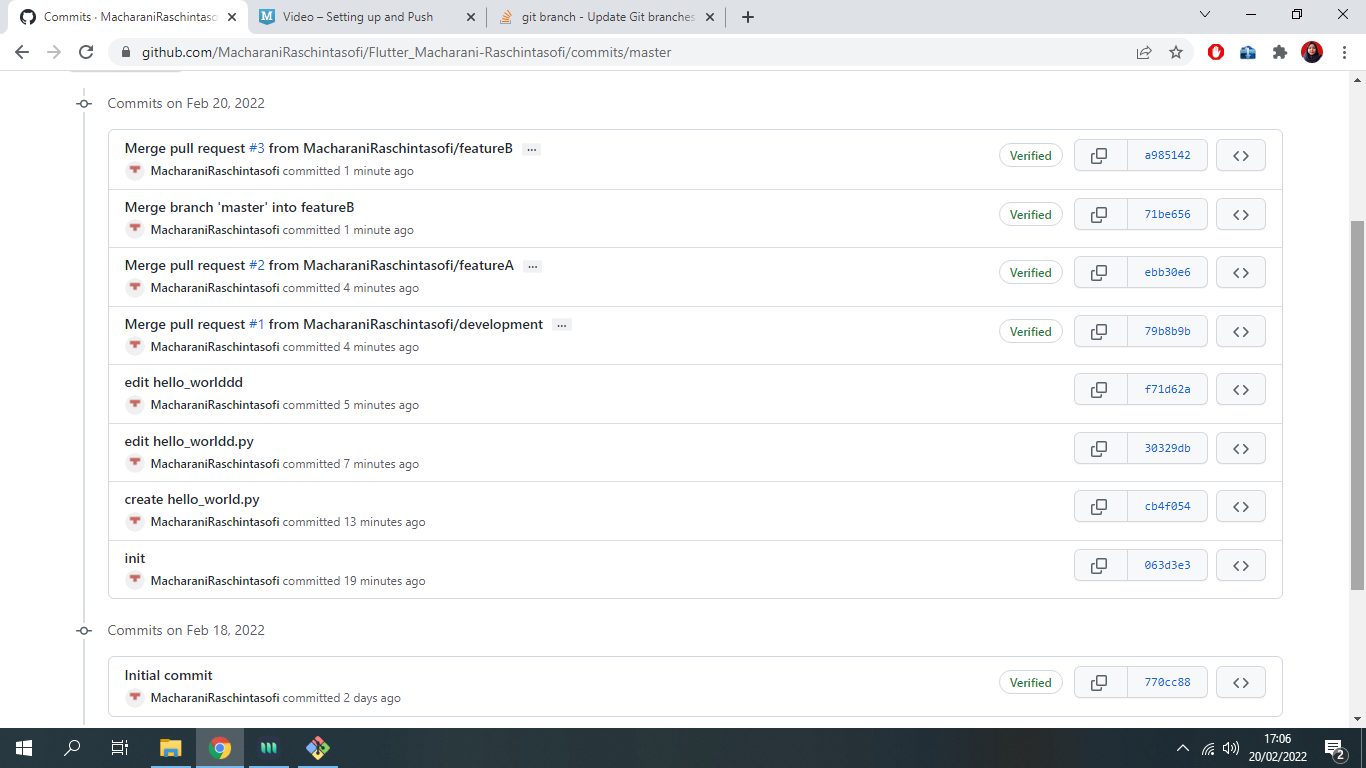 Commits · MacharaniRaschintaso
Video – Setting up and Push
git branch - Update Git branches
github.com/MacharaniRaschintasofi/Flutter_Macharani-Raschintasofi/commits/master
Commits on Feb 20, 2022
Merge pull request #3 from MacharaniRaschintasofi/featureB ...
Verified
a985142
MacharaniRaschintasofi committed 1 minute ago
Merge branch 'master' into featureB
Verified
71be656
MacharaniRaschintasofi committed 1 minute ago
Merge pull request #2 from MacharaniRaschintasofi/featureA ...
Verified
ebb30e6
MacharaniRaschintasofi committed 4 minutes ago
Merge pull request #1 from MacharaniRaschintasofi/development ...
Verified
79b8b9b
MacharaniRaschintasofi committed 4 minutes ago
edit hello_worlddd
f71d62a
MacharaniRaschintasofi committed 5 minutes ago
edit hello_worldd.py
30329db
MacharaniRaschintasofi committed 7 minutes ago
create hello_world.py
cb4f054
MacharaniRaschintasofi committed 13 minutes ago
init
063d3e3
MacharaniRaschintasofi committed 19 minutes ago
Commits on Feb 18, 2022
Initial commit
Verified
770cc88
MacharaniRaschintasofi committed 2 days ago
17:06
20/02/2022
2